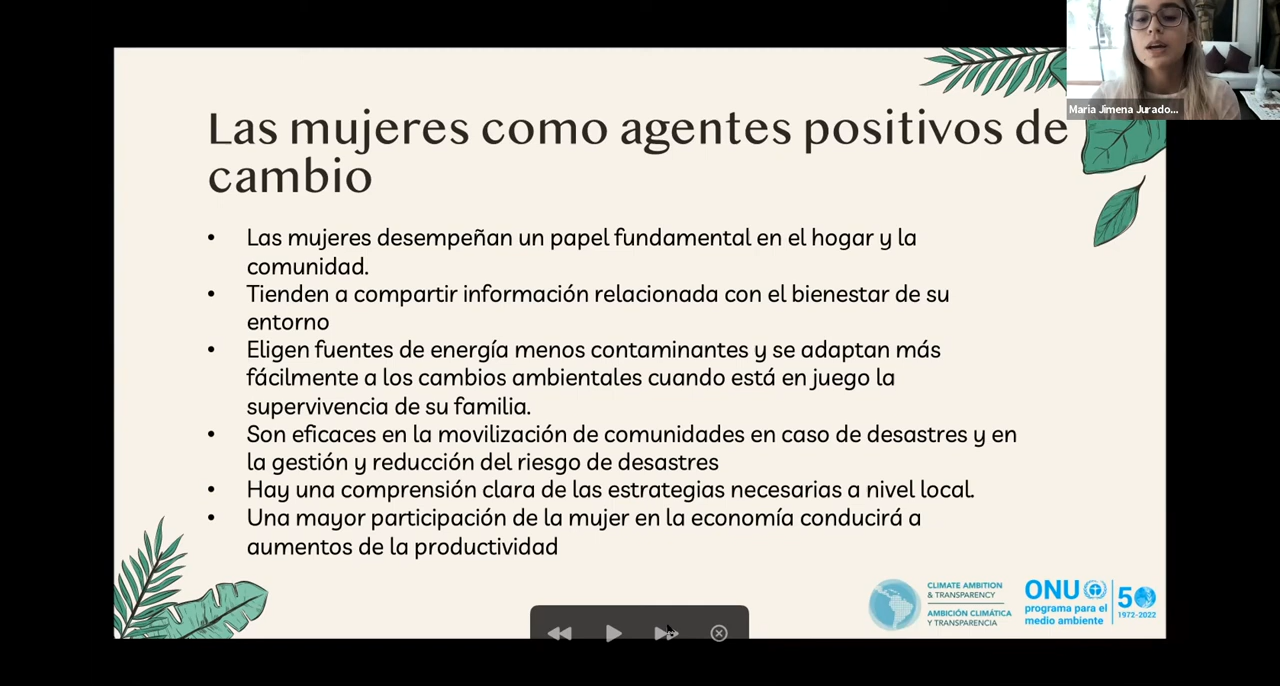 Maria Jimena Jurado...
Las mujeres como agentes positivos de
cambio
• Las mujeres desempeñan un papel fundamental en el hogar y la
comunidad.
• Tienden a compartir información relacionada con el bienestar de su
entorno
• Eligen fuentes de energía menos contaminantes y se adaptan más
fácilmente a los cambios ambientales cuando está en juego la
supervivencia de su familia.
• Son eficaces en la movilización de comunidades en caso de desastres y en
la gestión y reducción del riesgo de desastres
• Hay una comprensión clara de las estrategias necesarias a nivel local.
• Una mayor participación de la mujer en la economía conducirá a
aumentos de la productividad
CLIMATE AMBITION
& TRANSPARENCY
AMBICIÓN CLIMÁTICA
Y TRANSPARENCIA
ONU
programa para el
medio ambiente
50
1972-2022